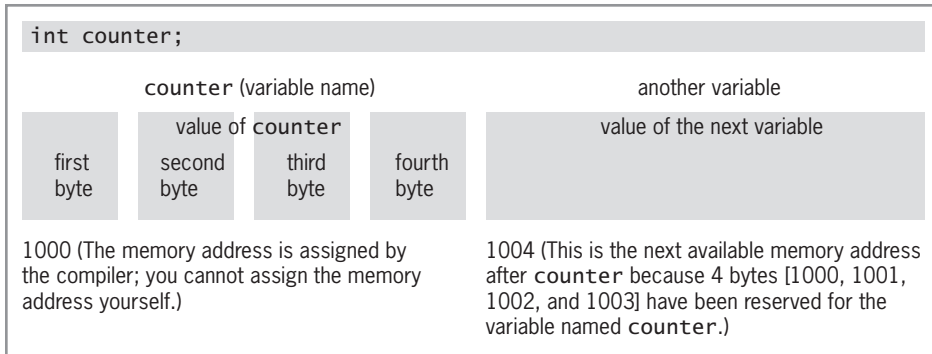 int counter;
counter (variable name)
another variable
value of counter
value of the next variable
first byte
second byte
third byte
fourth byte
1000 (The memory address is assigned by
the compiler; you cannot assign the memory
address yourself.)
1004 (This is the next available memory address
after counter because 4 bytes [1000, 1001,
1002, and 1003] have been reserved for the
variable named counter.)